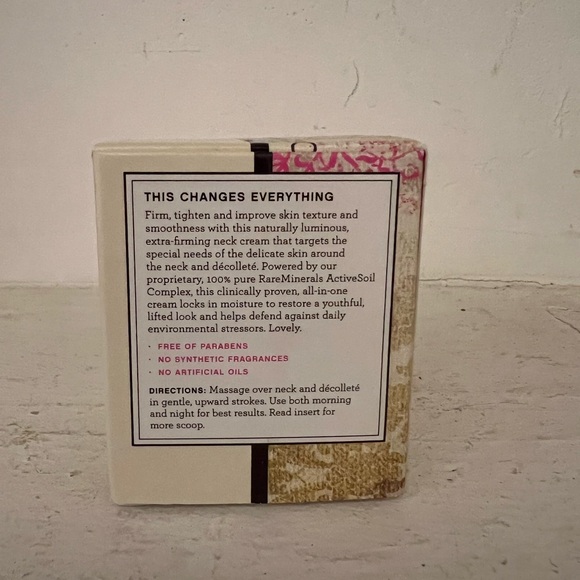 THIS CHANGES EVERYTHING
Firm, tighten and improve skin texture and
smoothness with this naturally luminous,
extra-firming neck cream that targets the
special needs of the delicate skin around
the neck and décolleté. Powered by our
proprietary, 100% pure RareMinerals ActiveSoil
Complex, this clinically proven, all-in-one
cream locks in moisture to restore a youthful,
lifted look and helps defend against daily
environmental stressors. Lovely.
· FREE OF PARABENS
· NO SYNTHETIC FRAGRANCES
· NO ARTIFICIAL OILS
DIRECTIONS: Massage over neck and décolleté
in gentle, upward strokes. Use both morning
and night for best results. Read insert for
more scoop.